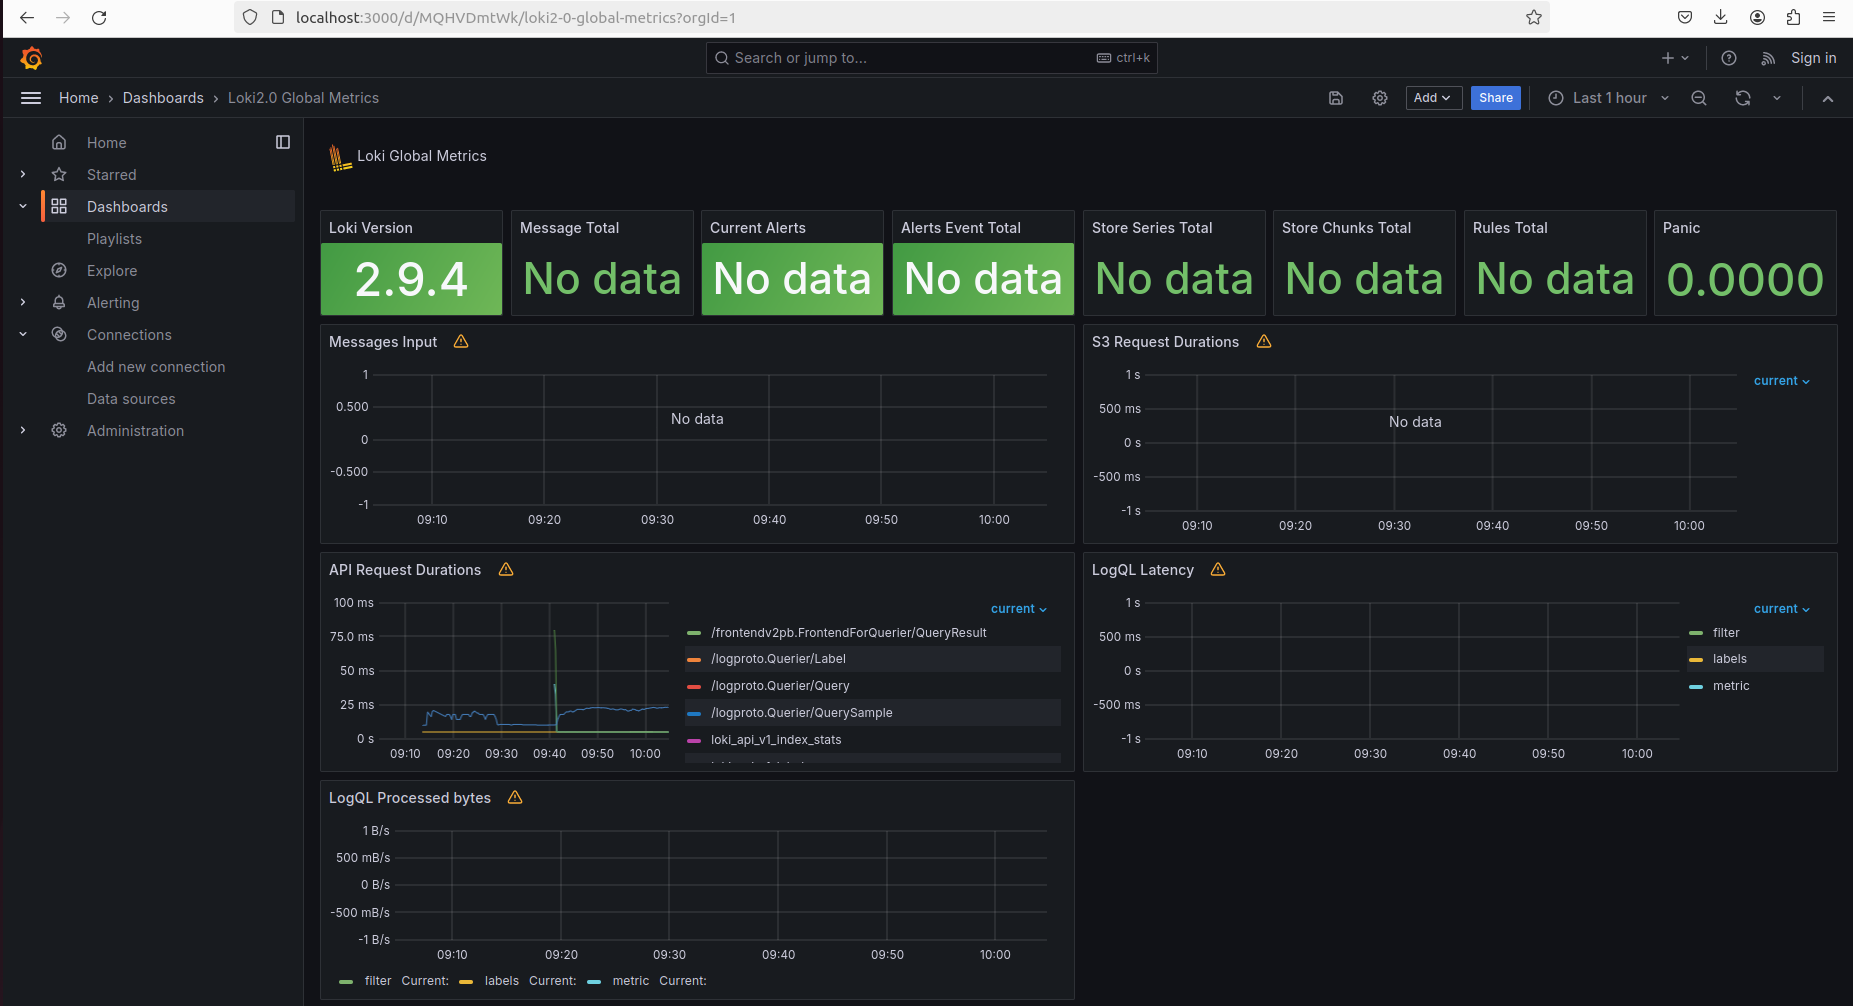 localhost:3000/d/MQHVDmtWk/loki2-0-global-metrics?orgId=1
Search or jump to...
ctrl+k
Sign in
Home › Dashboards › Loki2.0 Global Metrics
Add
Share
Last 1 hour
Home
Starred
Dashboards
Playlists
Explore
Alerting
Connections
Add new connection
Data sources
Administration
Loki Global Metrics
Loki Version
2.9.4
Message Total
No data
Current Alerts
No data
Alerts Event Total
No data
Store Series Total
No data
Store Chunks Total
No data
Rules Total
No data
Panic
0.0000
Messages Input
1
0.500
0
-0.500
-1
No data
09:10 09:20 09:30 09:40 09:50 10:00
S3 Request Durations
1 s
500 ms
0 s
-500 ms
-1 s
No data
09:10 09:20 09:30 09:40 09:50 10:00
current
API Request Durations
100 ms
75.0 ms
50 ms
25 ms
0 s
09:10 09:20 09:30 09:40 09:50 10:00
current
/frontendv2pb.FrontendForQuerier/QueryResult
/logproto.Querier/Label
/logproto.Querier/Query
/logproto.Querier/QuerySample
loki_api_v1_index_stats
LogQL Latency
1 s
500 ms
0 s
-500 ms
-1 s
09:10 09:20 09:30 09:40 09:50 10:00
current
filter
labels
metric
LogQL Processed bytes
1 B/s
500 mB/s
0 B/s
-500 mB/s
-1 B/s
09:10 09:20 09:30 09:40 09:50 10:00
filter Current: labels Current: metric Current: